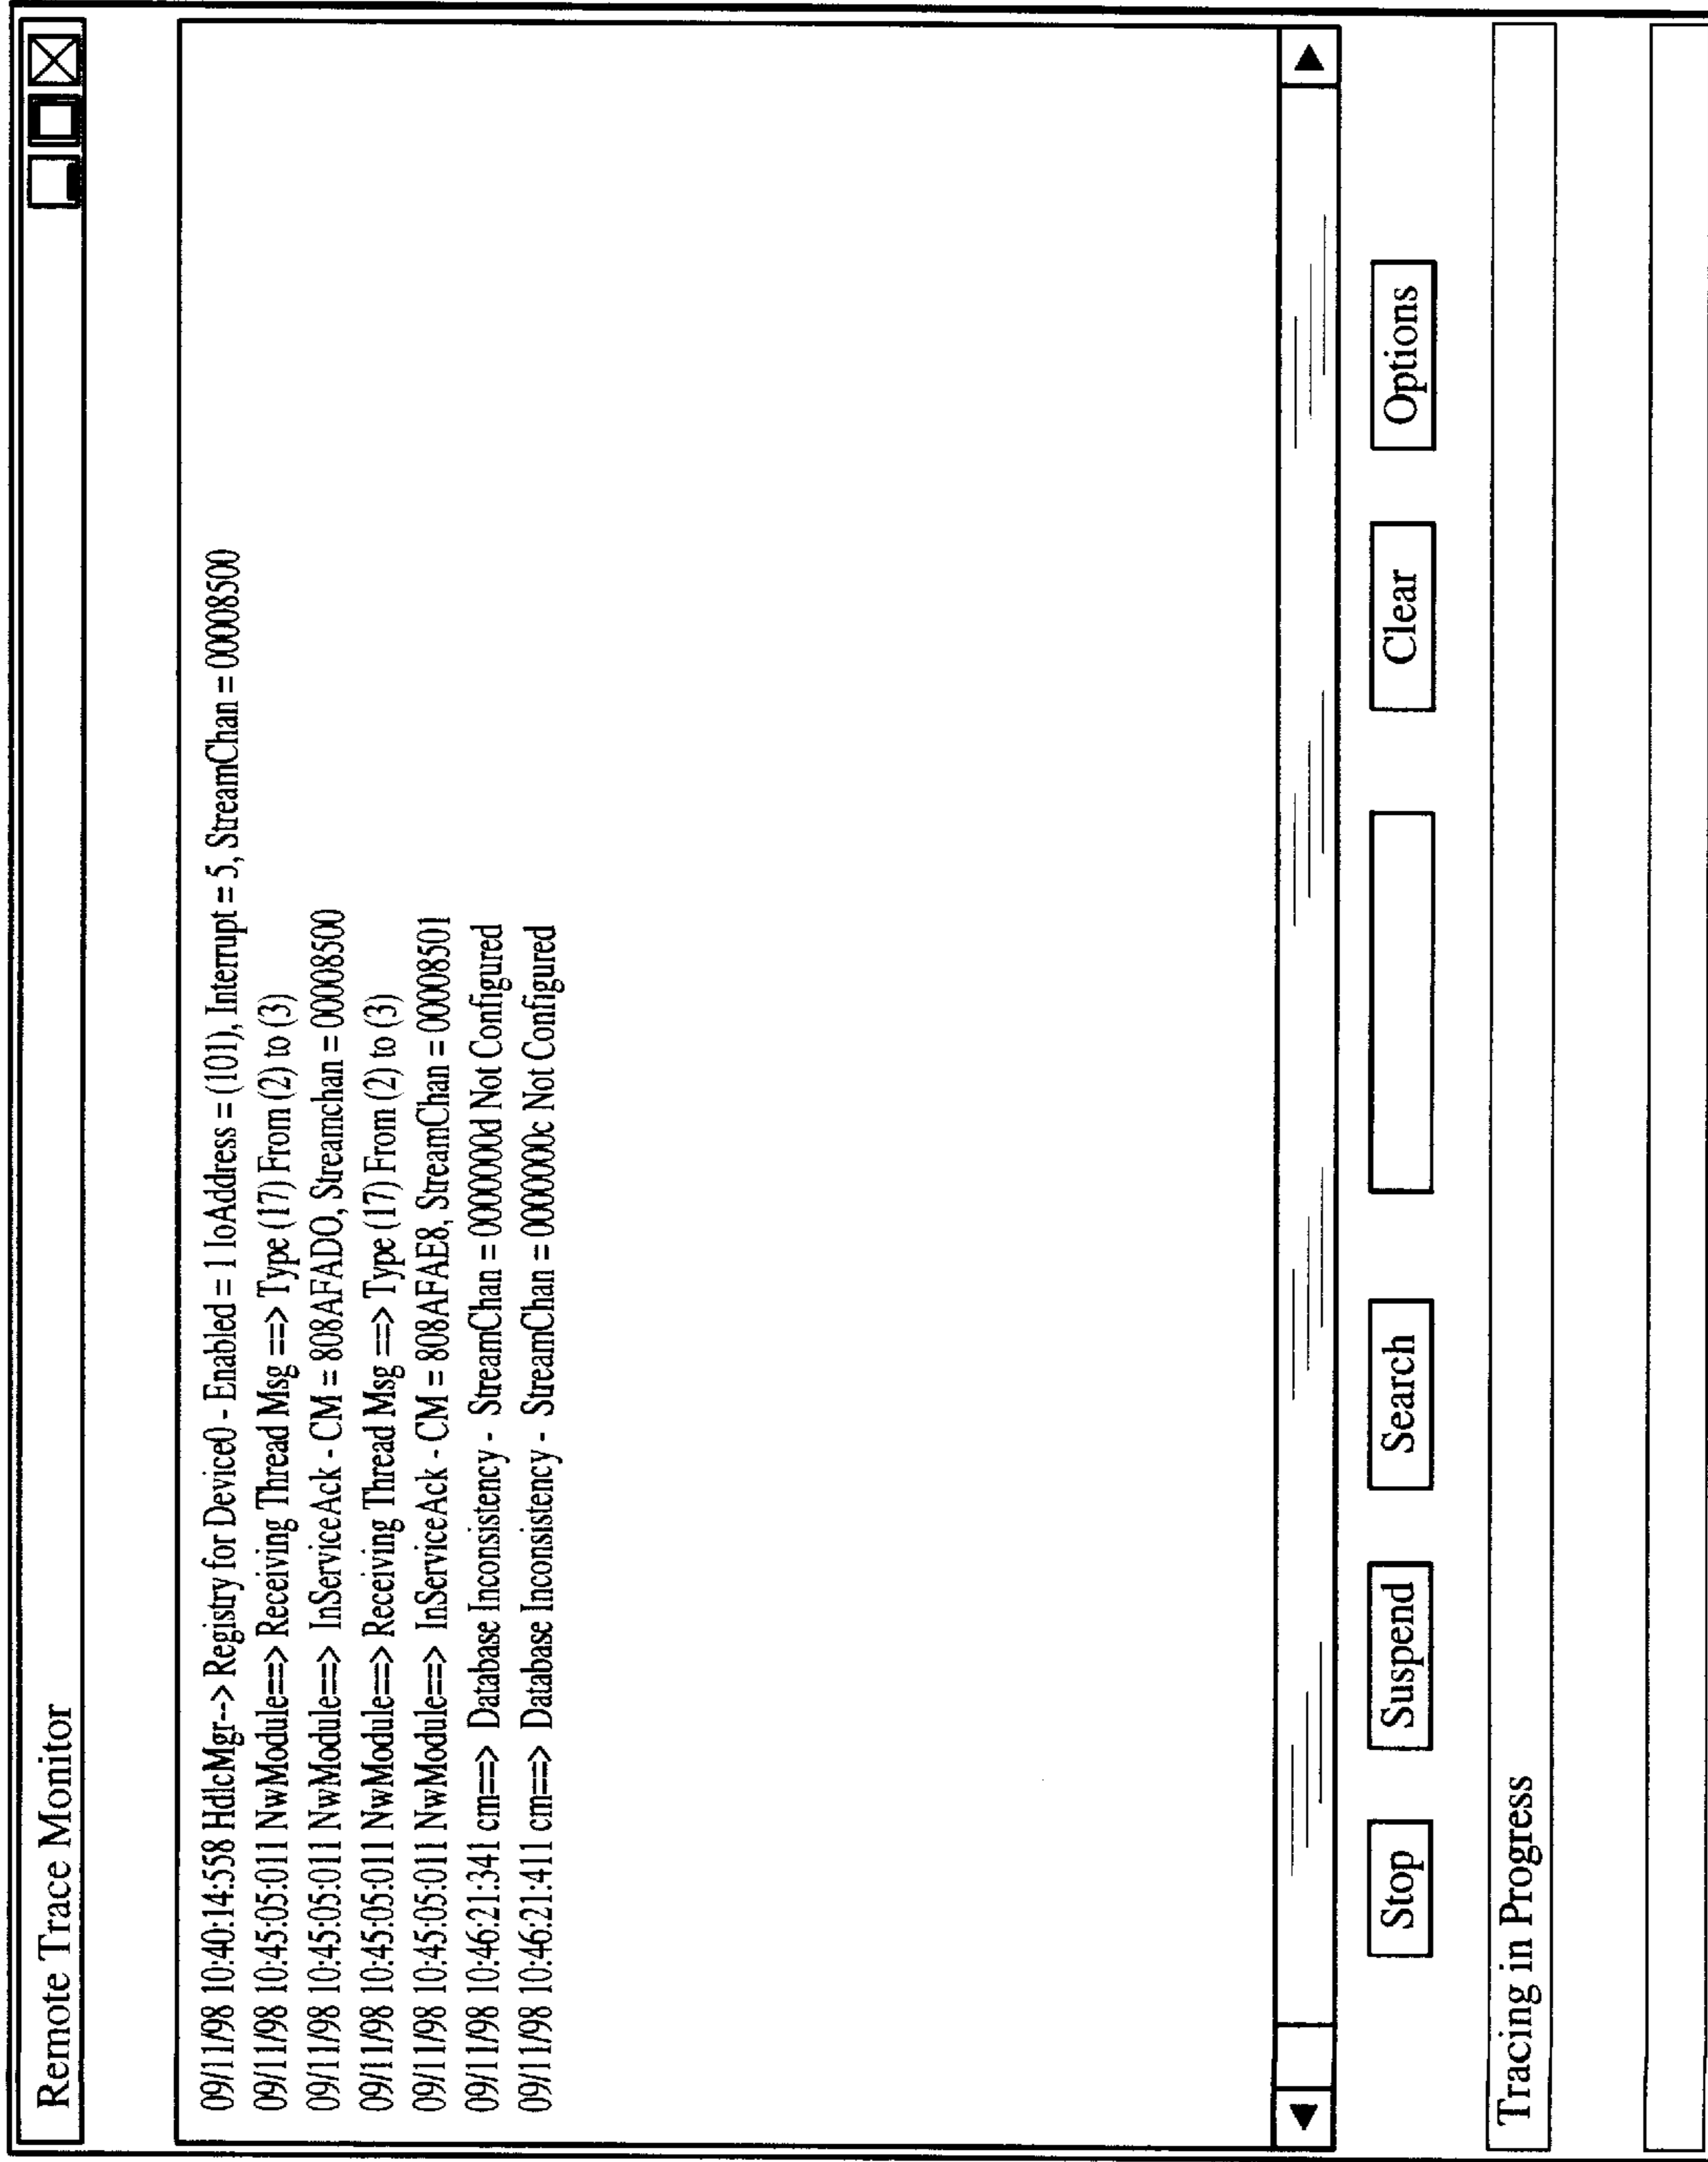 Remote Trace Monitor
09/11/98 10:40:14:558 HdlcMgr--> Registry for Device0 - Enabled = 1 IoAddress = (101), Interrupt = 5, StreamChan = 00008500
09/11/98 10:45:05:011 NwModule==> Receiving Thread Msg ==> Type (17) From (2) to (3)
09/11/98 10:45:05:011 NwModule==> InServiceAck - CM = 808AFADO, Streamchan = 00008500
09/11/98 10:45:05:011 NwModule==> Receiving Thread Msg ==> Type (17) From (2) to (3)
09/11/98 10:45:05:011 NwModule==> InServiceAck - CM = 808AFAE8, StreamChan = 00008501
09/11/98 10:46:21:341 cm==> Database Inconsistency - StreamChan = 0000000d Not Configured
09/11/98 10:46:21:411 cm==> Database Inconsistency - StreamChan = 000000c Not Configured
Stop Suspend Search Clear Options
Tracing in Progress